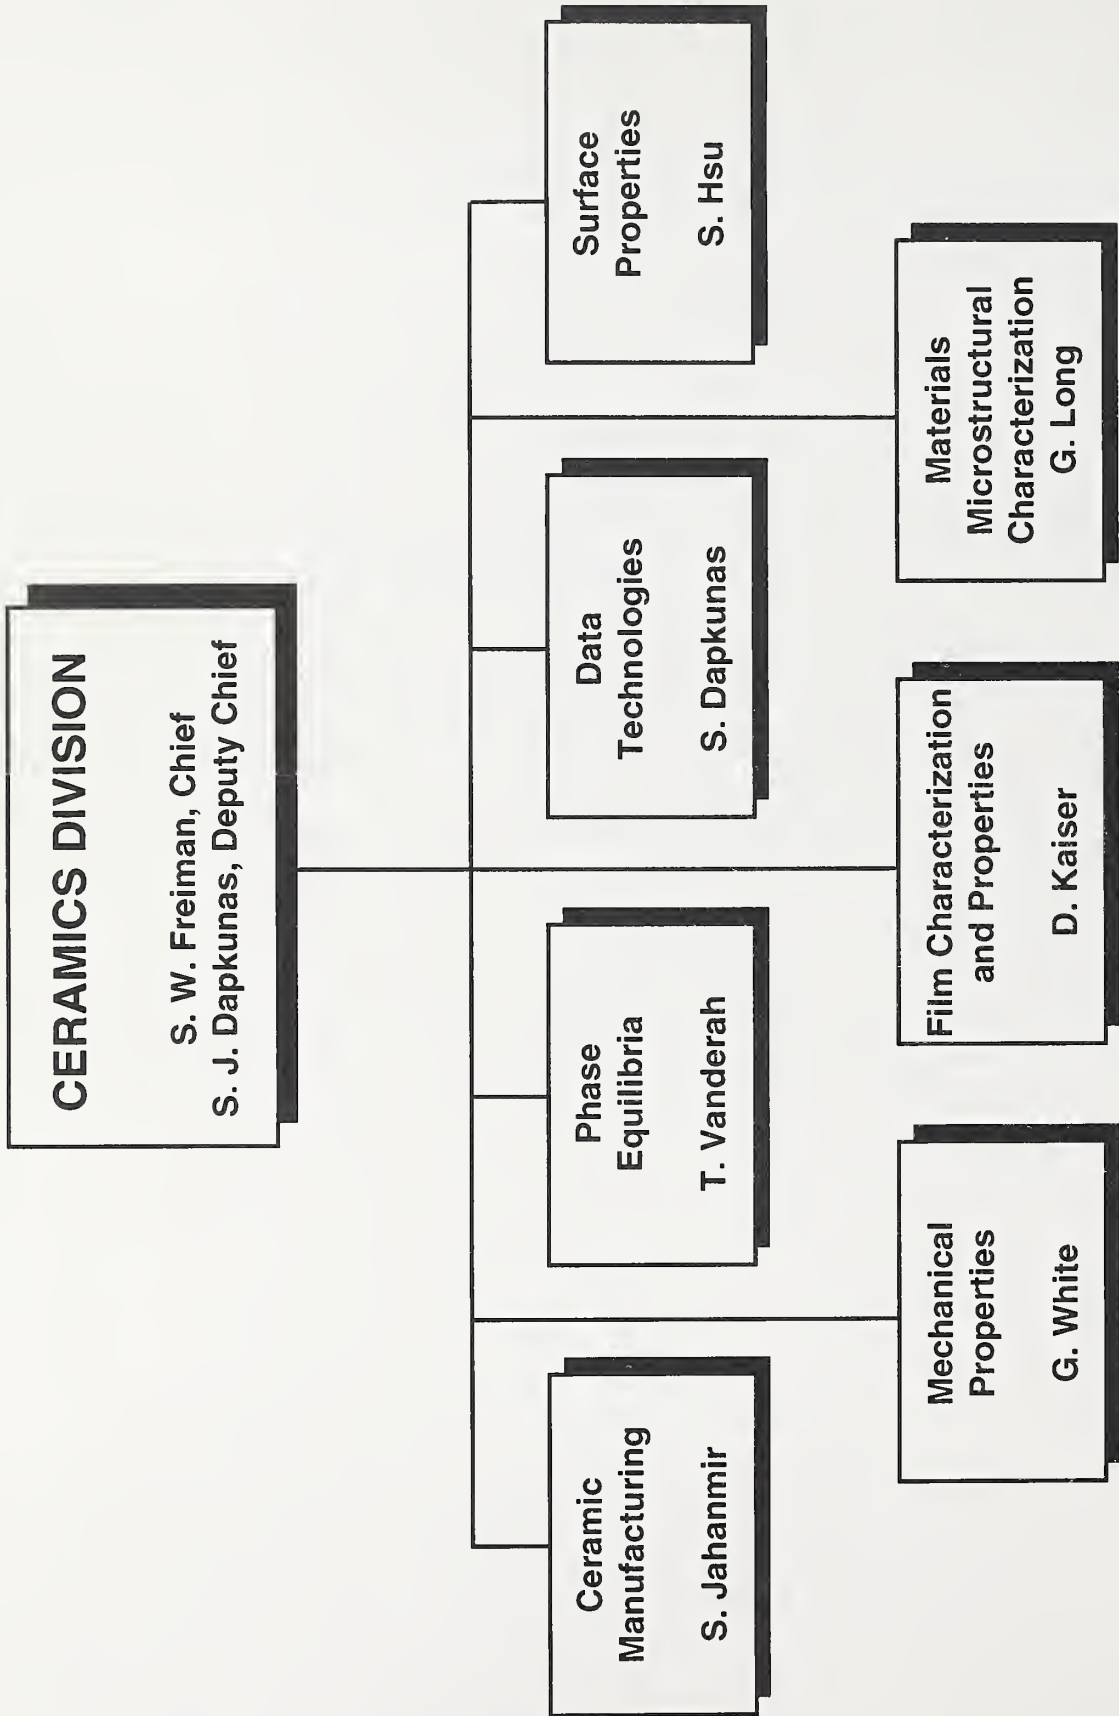 CERAMICS DIVISION
S. W. Freiman, Chief
S. J. Dapkunas, Deputy Chief
Ceramic
Manufacturing
S. Jahanmir
Phase
Equilibria
T. Vanderah
Data
Technologies
S. Dapkunas
Surface
Properties
S. Hsu
Mechanical
Properties
G. White
Film Characterization
and Properties
D. Kaiser
Materials
Microstructural
Characterization
G. Long